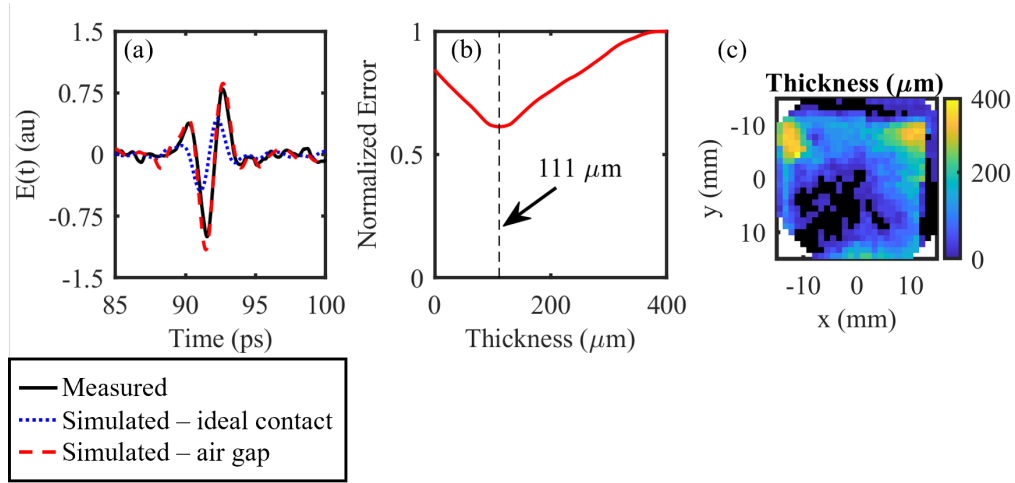 (a)
1.5
0.75
0
-0.75
-1.5
E(t) (au)
85 90 95 100
Time (ps)
(b)
1
0.5
0
Normalized Error
111 μm
0 200 400
Thickness (μm)
(c)
Thickness (μm)
-10
0
10
y (mm)
-10 0 10
x (mm)
400
200
0
Measured
Simulated – ideal contact
Simulated – air gap